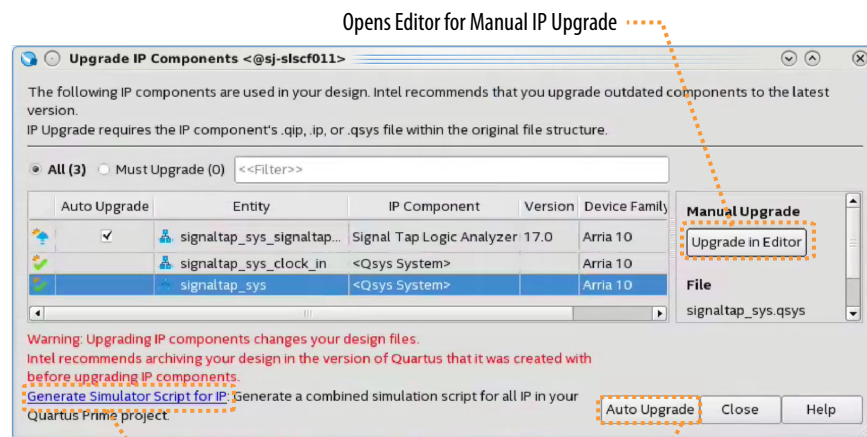 Opens Editor for Manual IP Upgrade
Upgrade IP Components <@sj-slscf011>
The following IP components are used in your design. Intel recommends that you upgrade outdated components to the latest
version.
IP Upgrade requires the IP component's .qip, .ip, or .qsys file within the original file structure.
All (3) Must Upgrade (0) <<Filter>>
Auto Upgrade Entity IP Component Version Device Family
signaltap_sys_signaltap... Signal Tap Logic Analyzer 17.0 Arria 10
signaltap_sys_clock_in <Qsys System> Arria 10
signaltap_sys <Qsys System> Arria 10
Manual Upgrade
Upgrade in Editor
File
signaltap_sys.qsys
Warning: Upgrading IP components changes your design files.
Intel recommends archiving your design in the version of Quartus that it was created with
before upgrading IP components.
Generate Simulator Script for IP: Generate a combined simulation script for all IP in your
Quartus Prime project.
Auto Upgrade Close Help